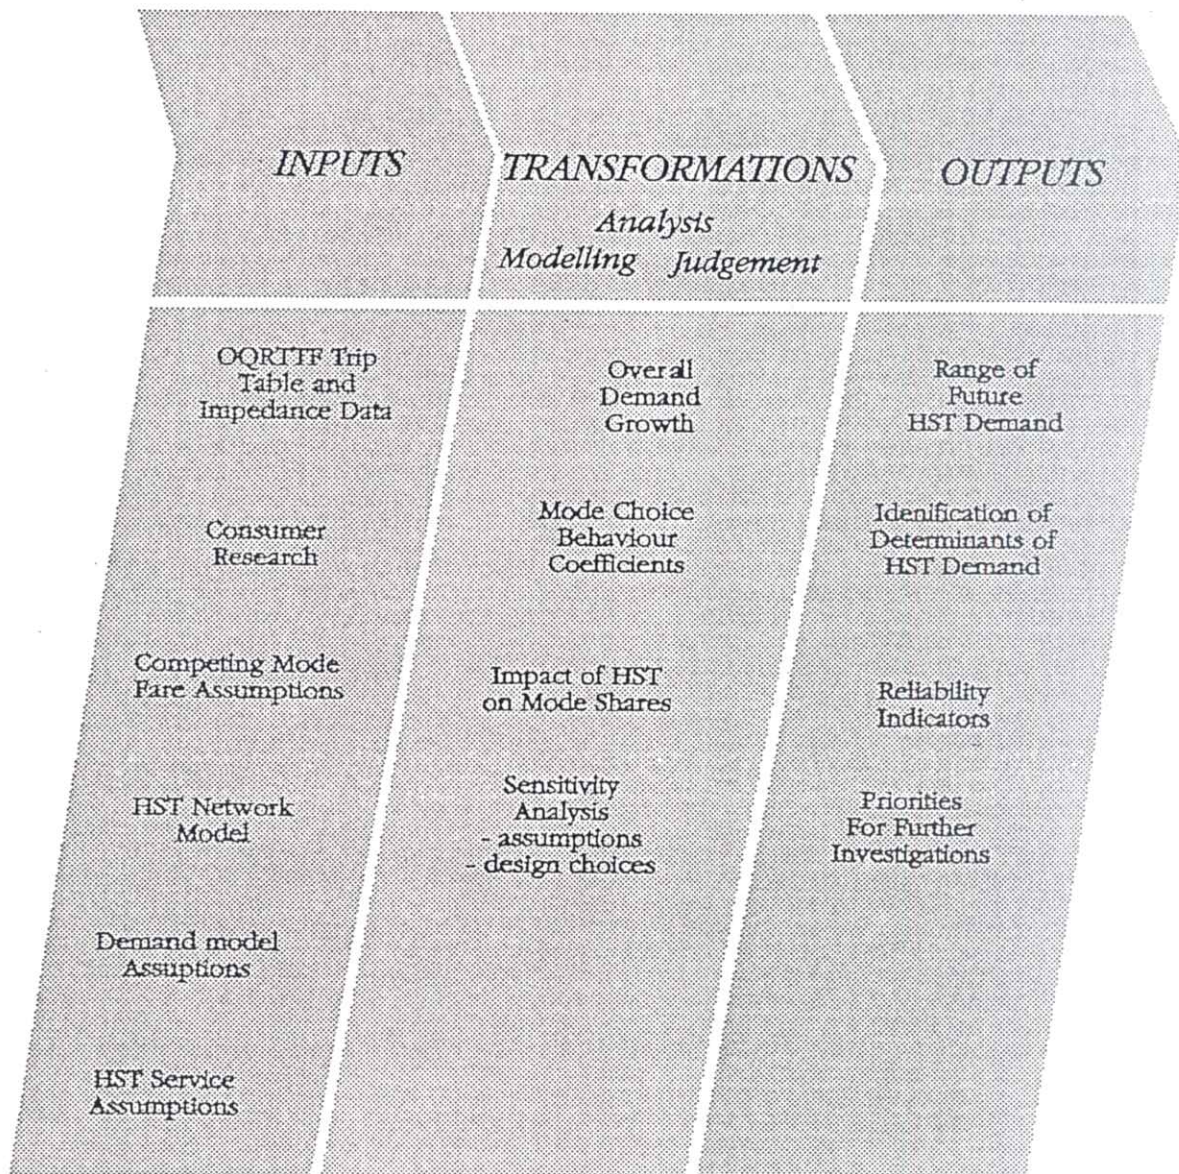 INPUTS
TRANSFORMATIONS
Analysis
Modelling Judgement
OUTPUTS
OQRTTF Trip
Table and
Impedance Data
Consumer
Research
Competing Mode
Fare Assumptions
HST Network
Model
Demand model
Assuptions
HST Service
Assumptions
Overall
Demand
Growth
Mode Choice
Behaviour
Coefficients
Impact of HST
on Mode Shares
Sensitivity
Analysis
- assumptions
- design choices
Range of
Future
HST Demand
Idenification of
Determinants of
HST Demand
Reliability
Indicators
Priorities
For Further
Investigations